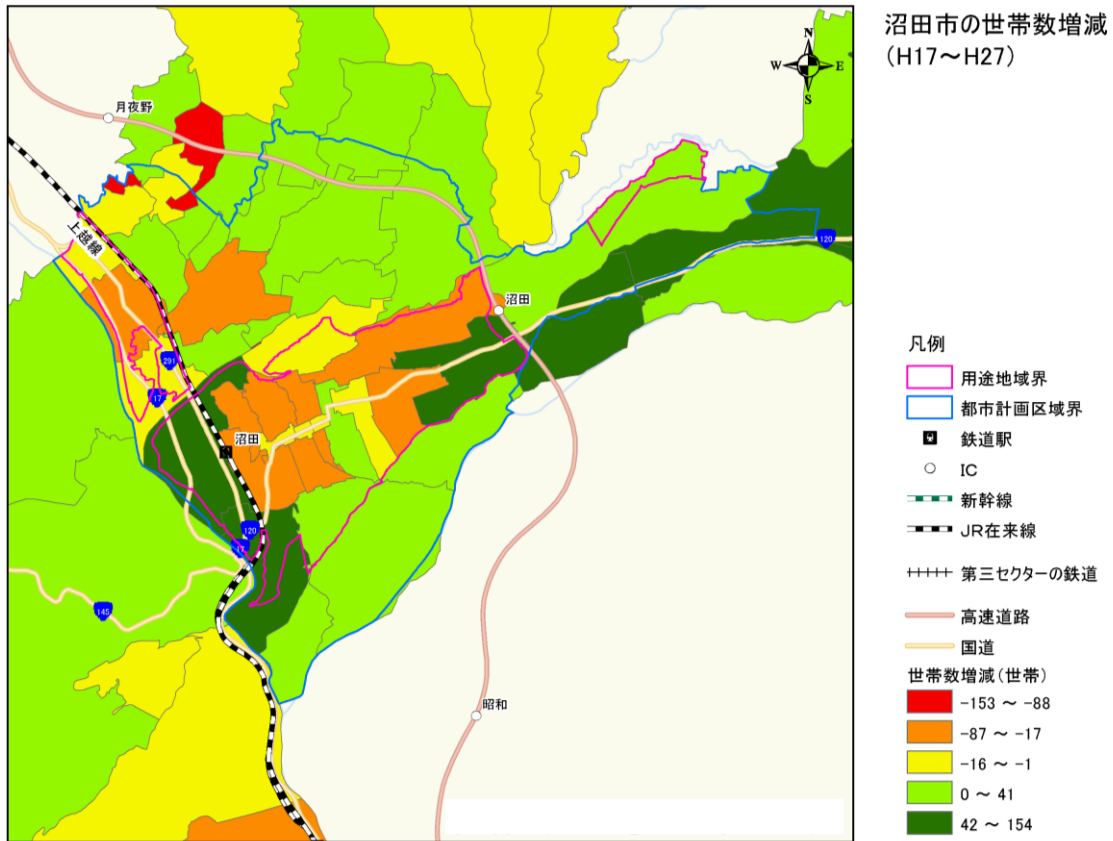 沼田市の世帯数増減
(H17～H27)
N
W E
S
月夜野
上越線
120
沼田
291
17
沼田
120
17
145
昭和
凡例
用途地域界
都市計画区域界
鉄道駅
IC
新幹線
JR在来線
第三セクターの鉄道
高速道路
国道
世帯数増減(世帯)
-153 ～ -88
-87 ～ -17
-16 ～ -1
0 ～ 41
42 ～ 154